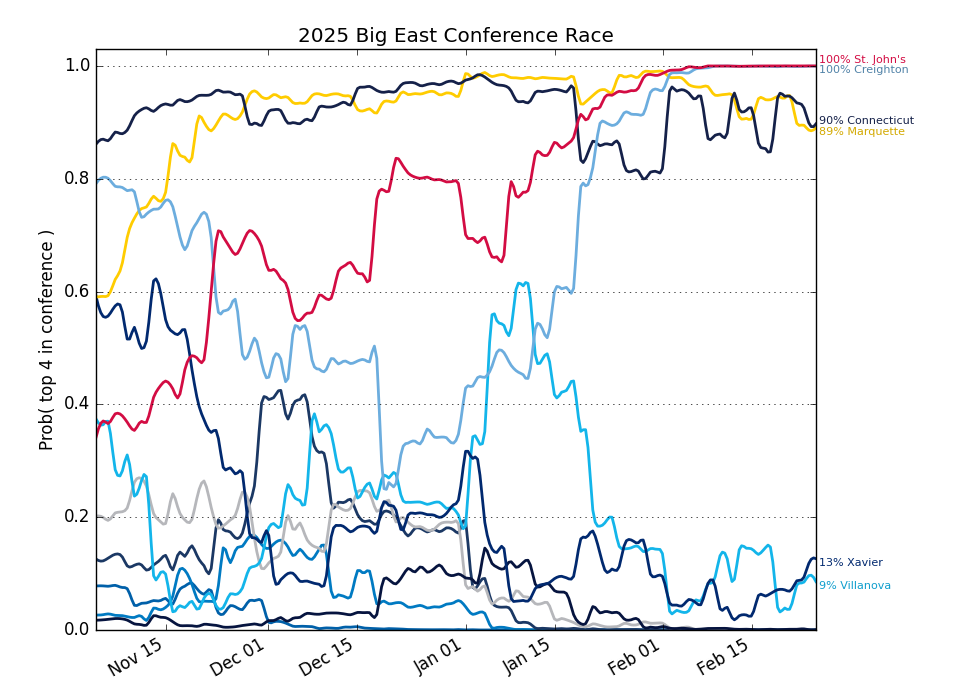 2025 Big East Conference Race
Prob( top 4 in conference )
1.0
0.8
0.6
0.4
0.2
0.0
Nov 15
Dec 01
Dec 15
Jan 01
Jan 15
Feb 01
Feb 15
100% St. John's
100% Creighton
90% Connecticut
89% Marquette
13% Xavier
9% Villanova